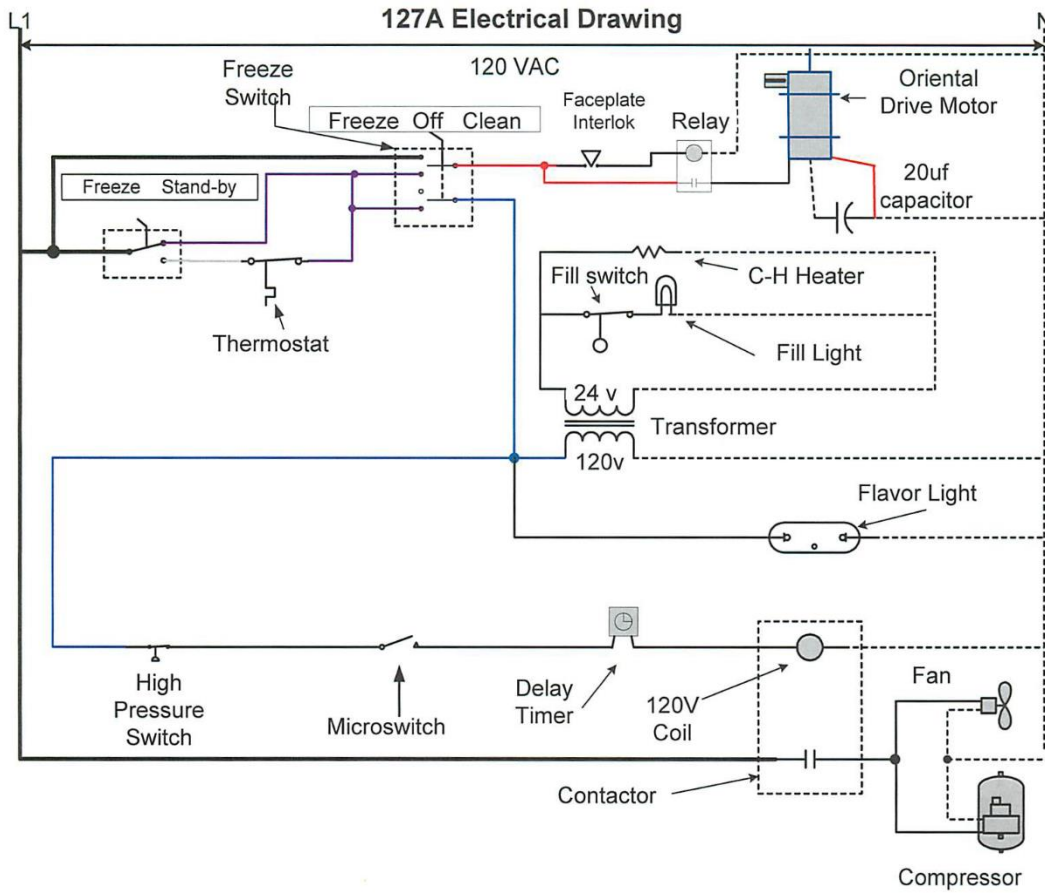 127A Electrical Drawing
L1
N
120 VAC
Freeze
Switch
Freeze Off Clean
Faceplate
Interlok
Relay
Oriental
Drive Motor
20uf
capacitor
Freeze Stand-by
Thermostat
Fill switch
C-H Heater
Fill Light
24 v
Transformer
120v
Flavor Light
High
Pressure
Switch
Microswitch
Delay
Timer
120V
Coil
Fan
Contactor
Compressor